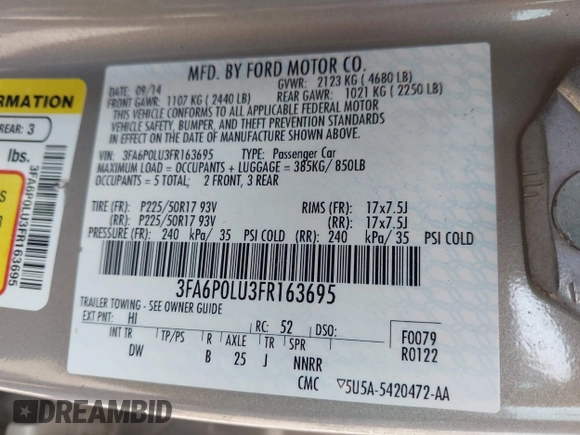 MFD. BY FORD MOTOR CO.
DATE: 09/14 GVWR: 2123 KG ( 4680 LB)
FRONT GAWR: 1107 KG ( 2440 LB) REAR GAWR: 1021 KG ( 2250 LB)
THIS VEHICLE CONFORMS TO ALL APPLICABLE FEDERAL MOTOR
VEHICLE SAFETY, BUMPER, AND THEFT PREVENTION STANDARDS
IN EFFECT ON THE DATE OF MANUFACTURE SHOWN ABOVE.
VIN: 3FA6P0LU3FR163695 TYPE: Passenger Car
MAXIMUM LOAD = OCCUPANTS + LUGGAGE = 385KG/ 850LB
OCCUPANTS = 5 TOTAL; 2 FRONT, 3 REAR
TIRE (FR): P225/50R17 93V RIMS (FR): 17x7.5J
(RR): P225/50R17 93V (RR): 17x7.5J
PRESSURE (FR): 240 kPa/ 35 PSI COLD (RR): 240 kPa/ 35 PSI COLD
3FA6P0LU3FR163695
TRAILER TOWING - SEE OWNER GUIDE
EXT PNT: HI RC: 52 DSO: F0079
INT TR TP/PS R AXLE TR SPR R0122
DW B 25 J NNRR
CMC ▽5U5A-5420472-AA
ORMATION
REAR: 3
lbs.
3FA6P0LU3FR163695
DREAMBID